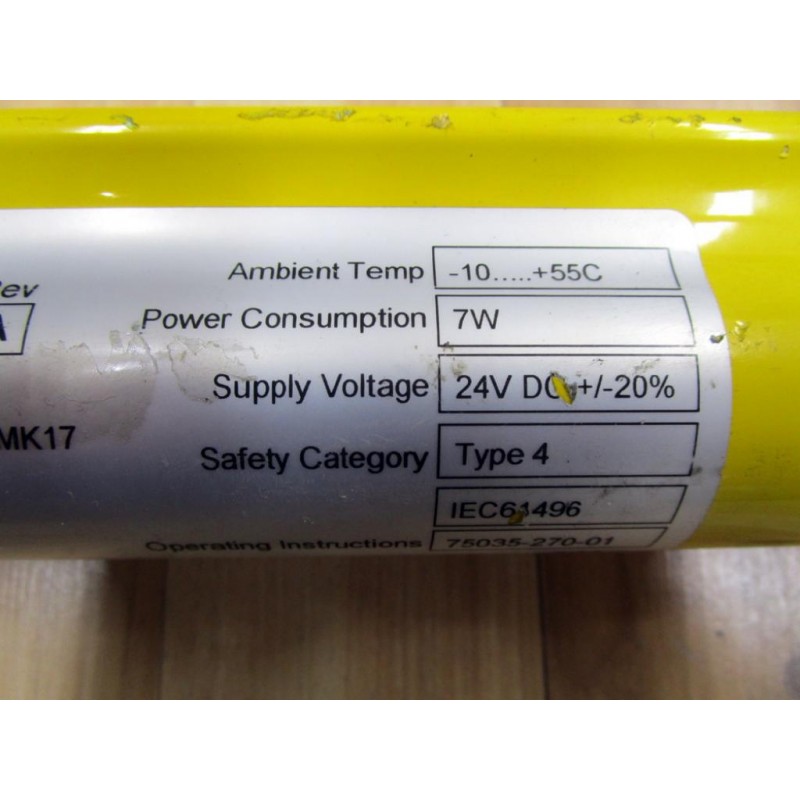 Ambient Temp -10.....+55C
Rev
A
Power Consumption 7W
Supply Voltage 24V DC +/-20%
MK17
Safety Category Type 4
IEC61496
Operating Instructions 75035-270-01